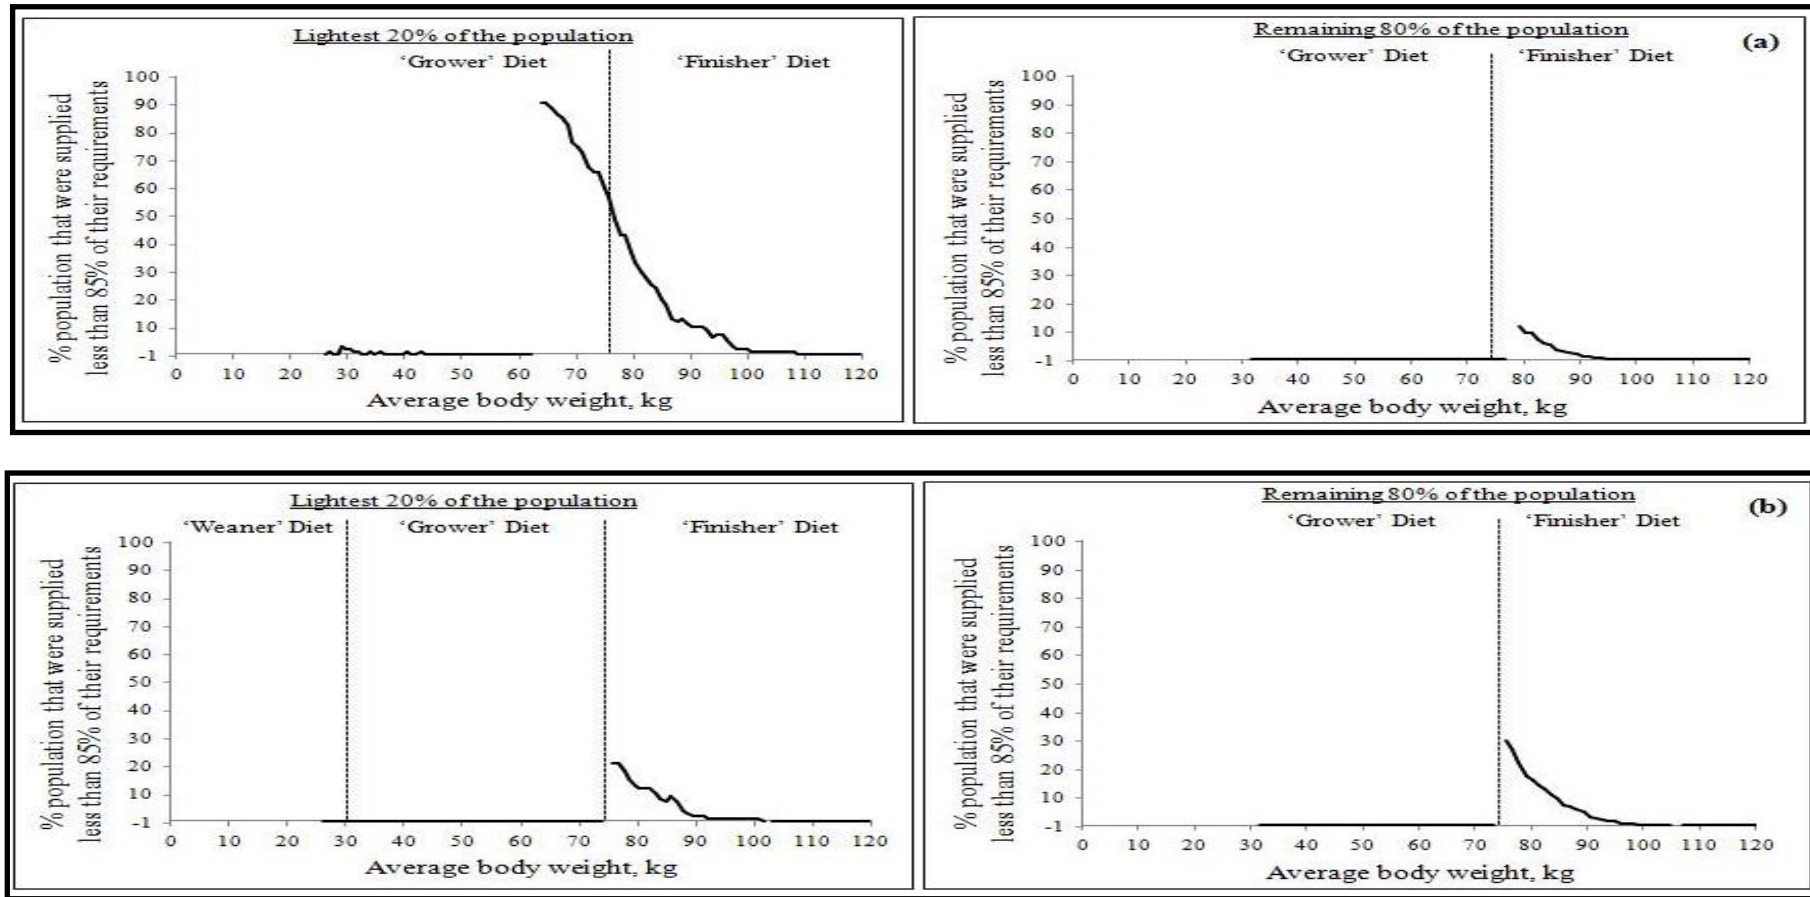 Lightest 20% of the population
'Grower' Diet
'Finisher' Diet
% population that were supplied
less than 85% of their requirements
100
90
80
70
60
50
40
30
20
10
-1
0 10 20 30 40 50 60 70 80 90 100 110 120
Average body weight, kg
Remaining 80% of the population
(a)
'Grower' Diet
'Finisher' Diet
% population that were supplied
less than 85% of their requirements
100
90
80
70
60
50
40
30
20
10
-1
0 10 20 30 40 50 60 70 80 90 100 110 120
Average body weight, kg
Lightest 20% of the population
'Weaner' Diet
'Grower' Diet
'Finisher' Diet
% population that were supplied
less than 85% of their requirements
100
90
80
70
60
50
40
30
20
10
-1
0 10 20 30 40 50 60 70 80 90 100 110 120
Average body weight, kg
Remaining 80% of the population
(b)
'Grower' Diet
'Finisher' Diet
% population that were supplied
less than 85% of their requirements
100
90
80
70
60
50
40
30
20
10
-1
0 10 20 30 40 50 60 70 80 90 100 110 120
Average body weight, kg